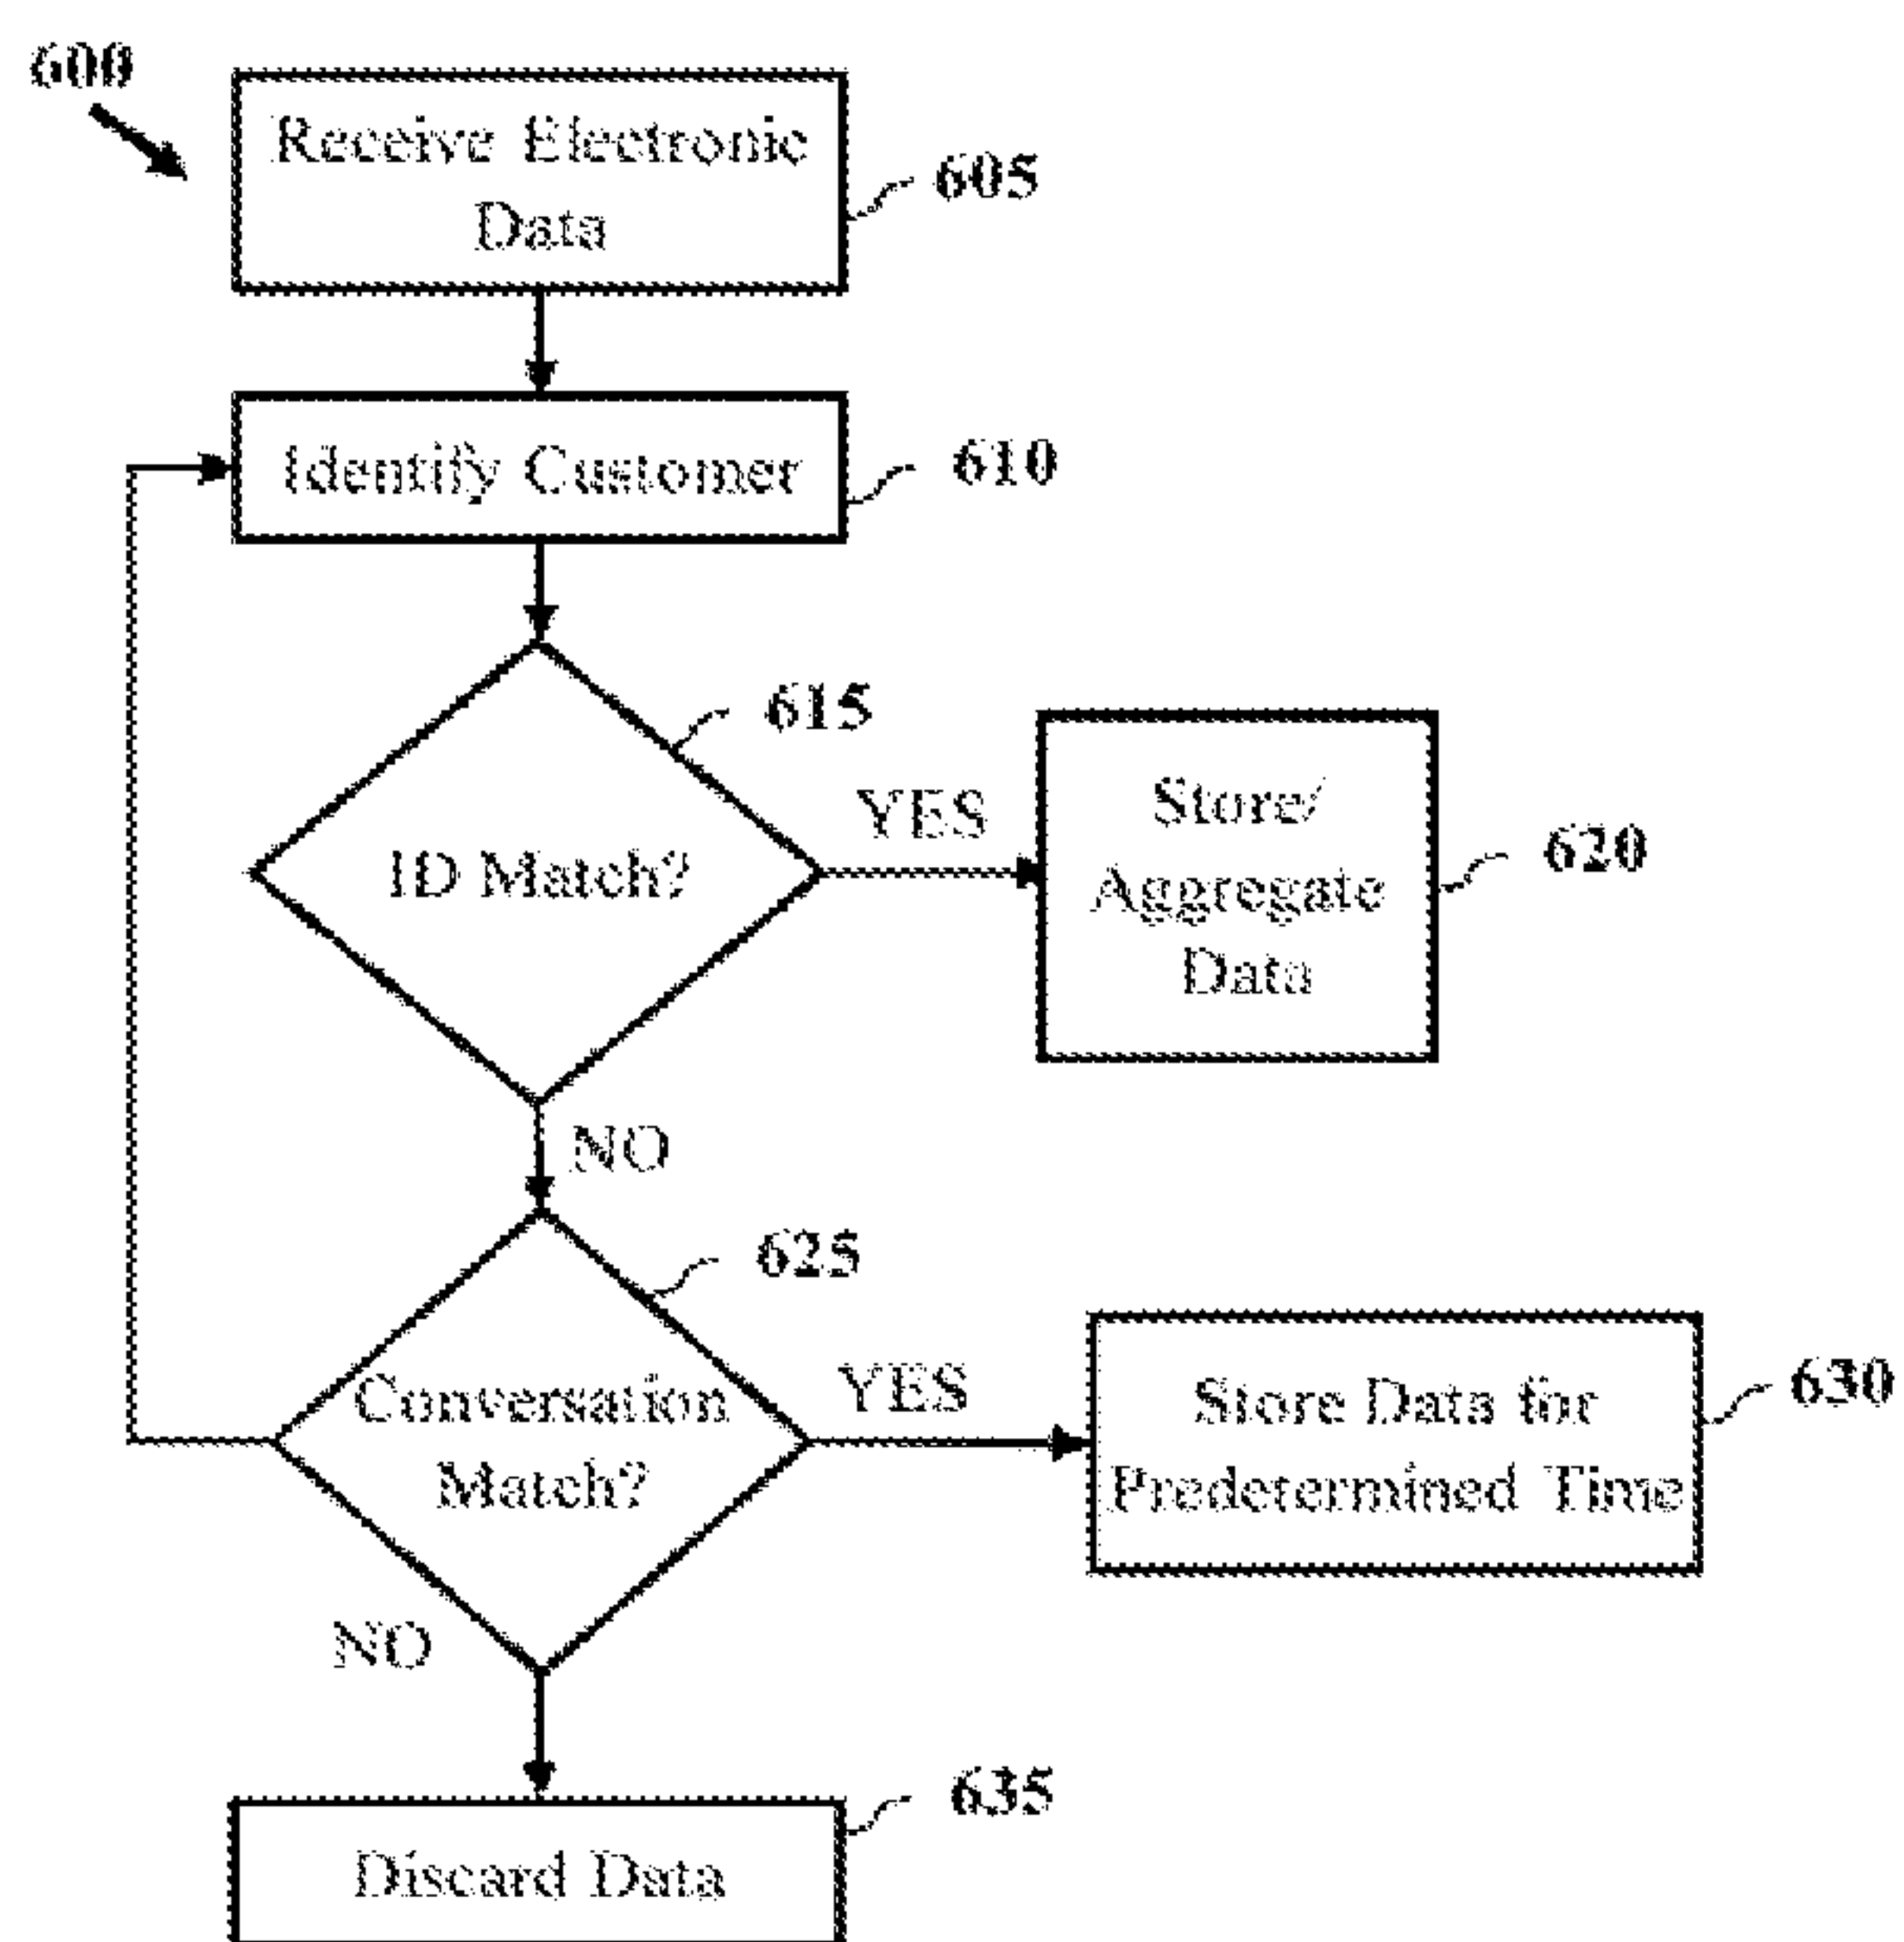 600
Receive Electronic
Data
605
Identify Customer
610
615
ID Match?
YES
Store/
Aggregate
Data
620
NO
625
Conversation
Match?
YES
Store Data for
Predetermined Time
630
NO
635
Discard Data